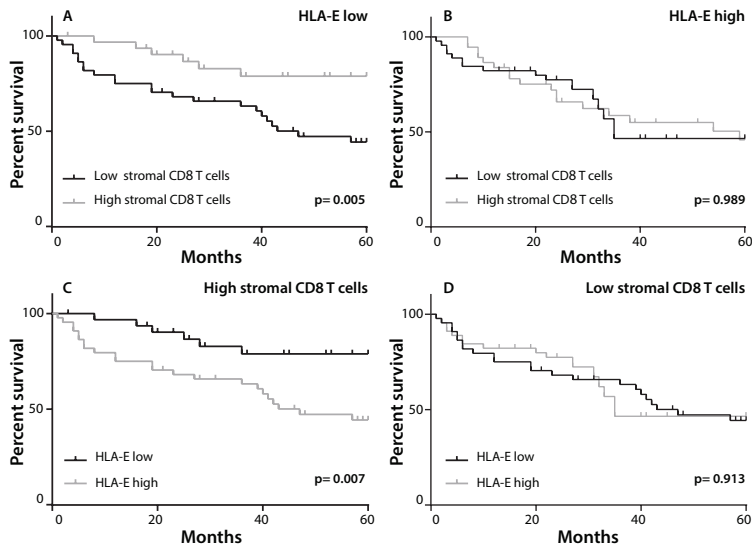 A
HLA-E low
Percent survival
100
50
0
Low stromal CD8 T cells
High stromal CD8 T cells
p= 0.005
0
20
40
60
Months
B
HLA-E high
Percent survival
100
50
0
Low stromal CD8 T cells
High stromal CD8 T cells
p= 0.989
0
20
40
60
Months
C
High stromal CD8 T cells
Percent survival
100
50
0
HLA-E low
HLA-E high
p= 0.007
0
20
40
60
Months
D
Low stromal CD8 T cells
Percent survival
100
50
0
HLA-E low
HLA-E high
p= 0.913
0
20
40
60
Months